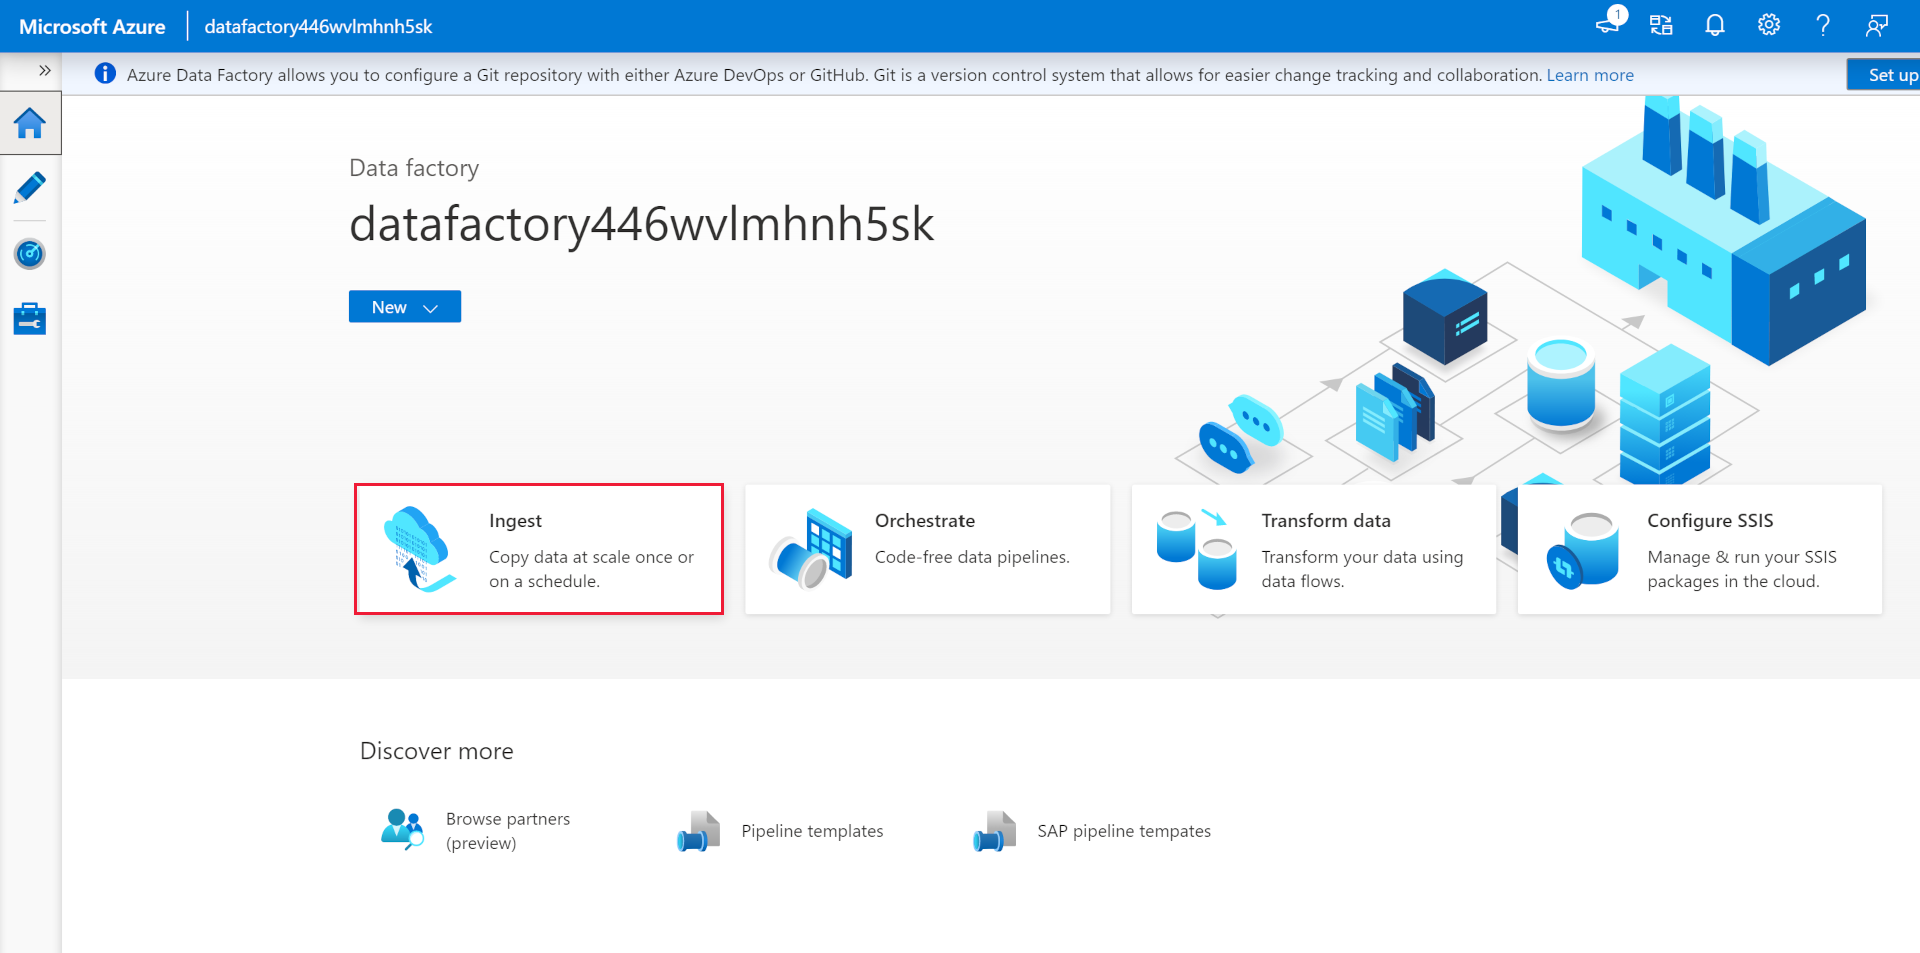 Microsoft Azure
datafactory446wvlmhnh5sk
1
Azure Data Factory allows you to configure a Git repository with either Azure DevOps or GitHub. Git is a version control system that allows for easier change tracking and collaboration. Learn more
Set up
Data factory
datafactory446wvlmhnh5sk
New
Ingest
Copy data at scale once or
on a schedule.
Orchestrate
Code-free data pipelines.
Transform data
Transform your data using
data flows.
Configure SSIS
Manage & run your SSIS
packages in the cloud.
Discover more
Browse partners
(preview)
Pipeline templates
SAP pipeline tempates